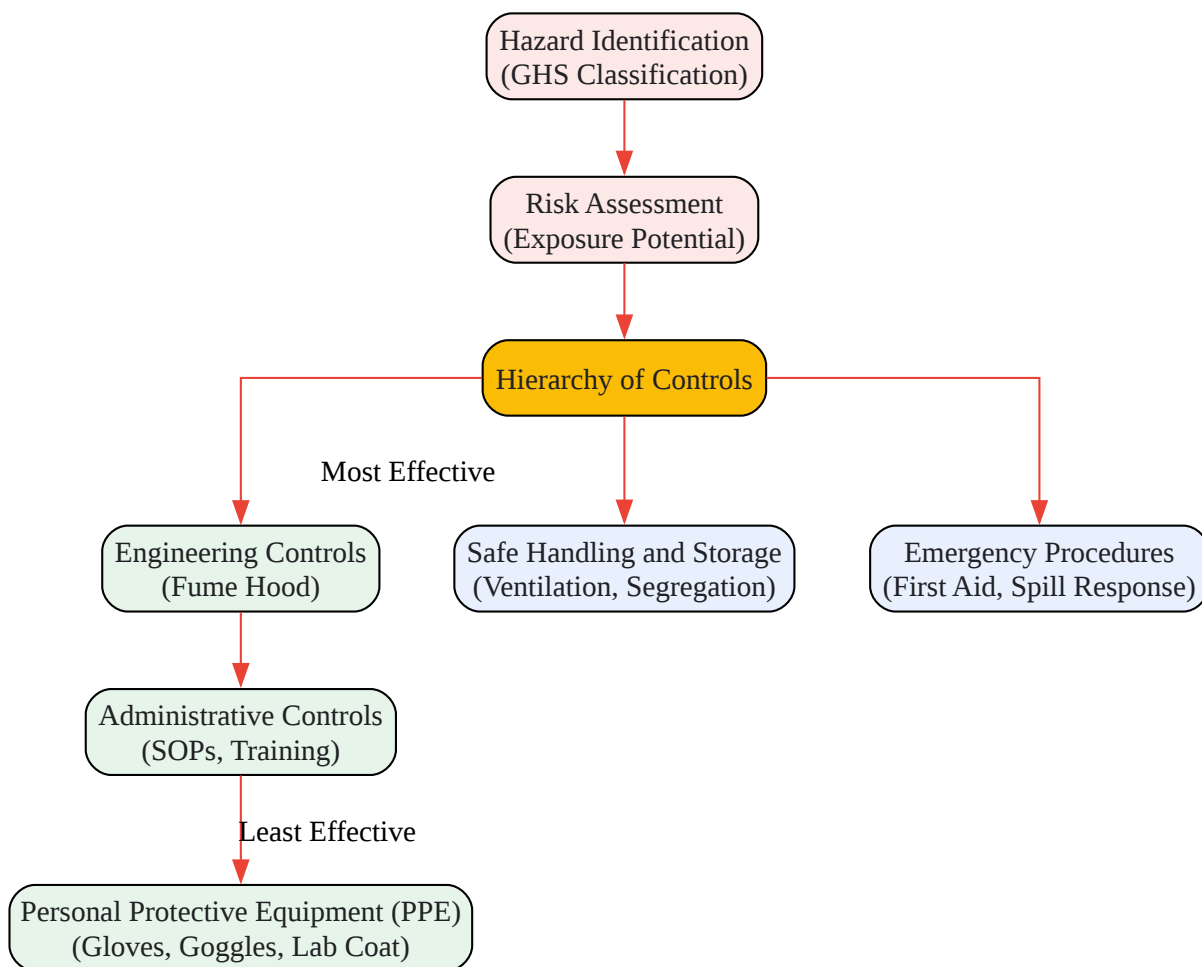 Hazard Identification
(GHS Classification)
Risk Assessment
(Exposure Potential)
Hierarchy of Controls
Most Effective
Engineering Controls
(Fume Hood)
Safe Handling and Storage
(Ventilation, Segregation)
Emergency Procedures
(First Aid, Spill Response)
Administrative Controls
(SOPs, Training)
Least Effective
Personal Protective Equipment (PPE)
(Gloves, Goggles, Lab Coat)